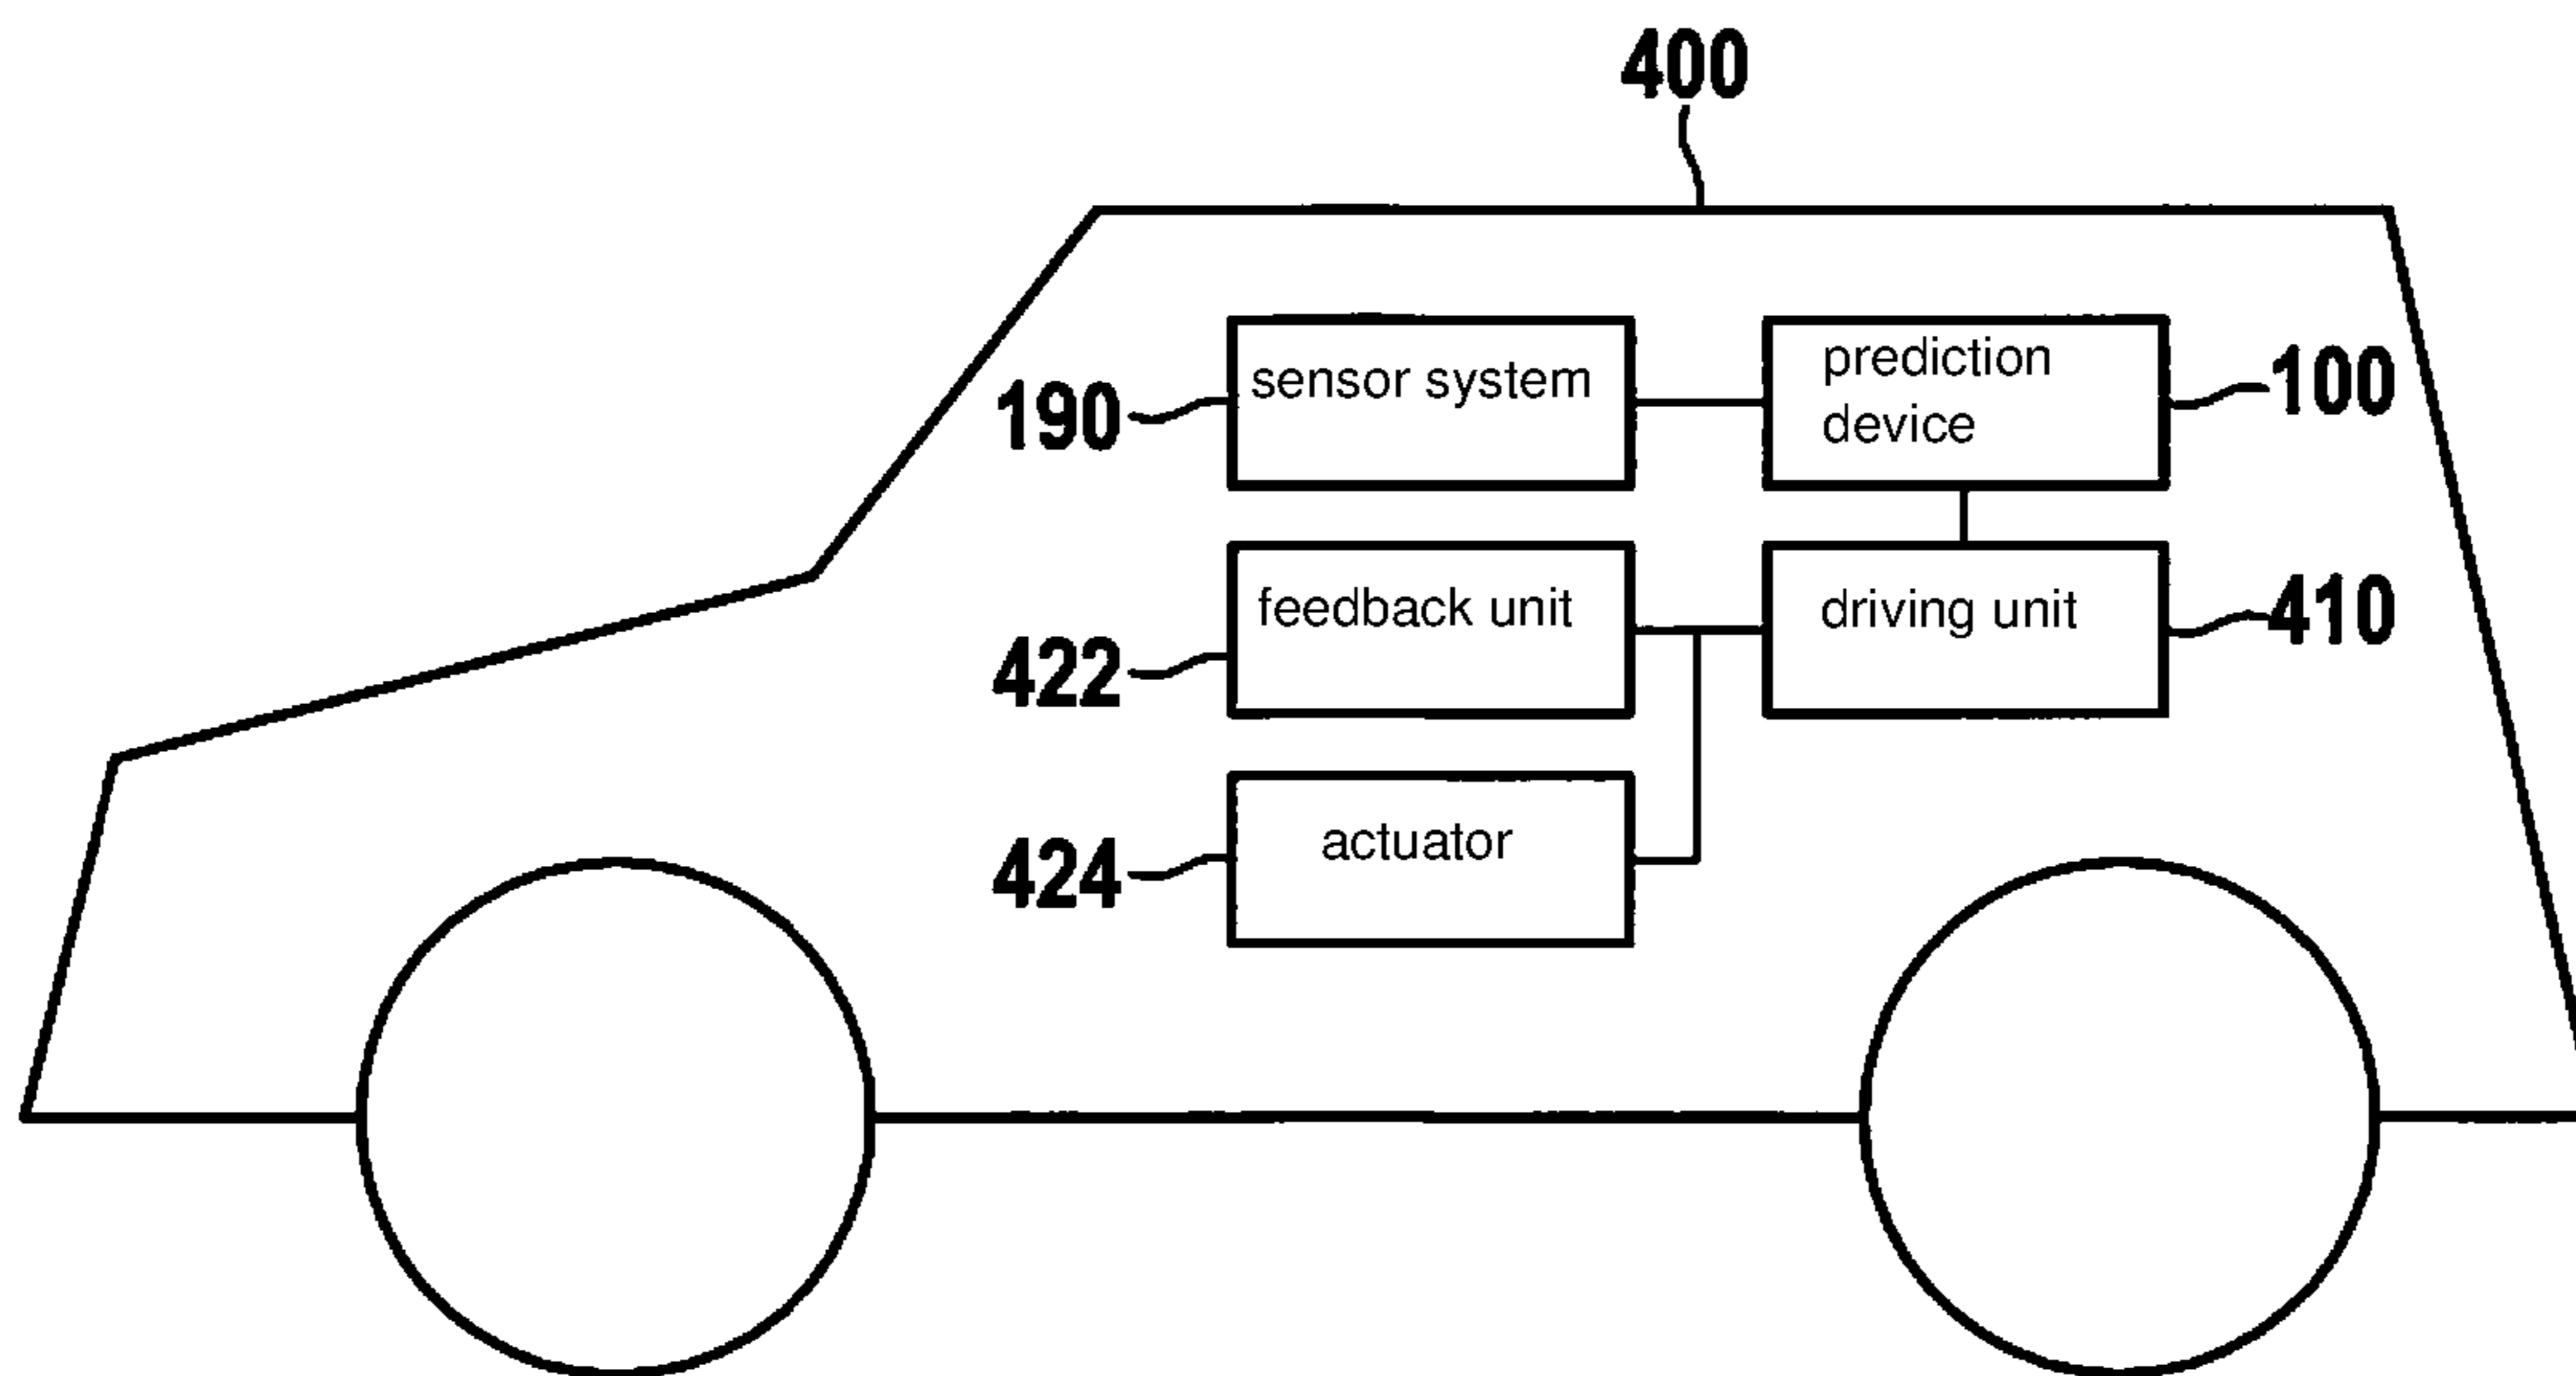 400
sensor system
prediction
device
190
100
feedback unit
driving unit
422
410
actuator
424